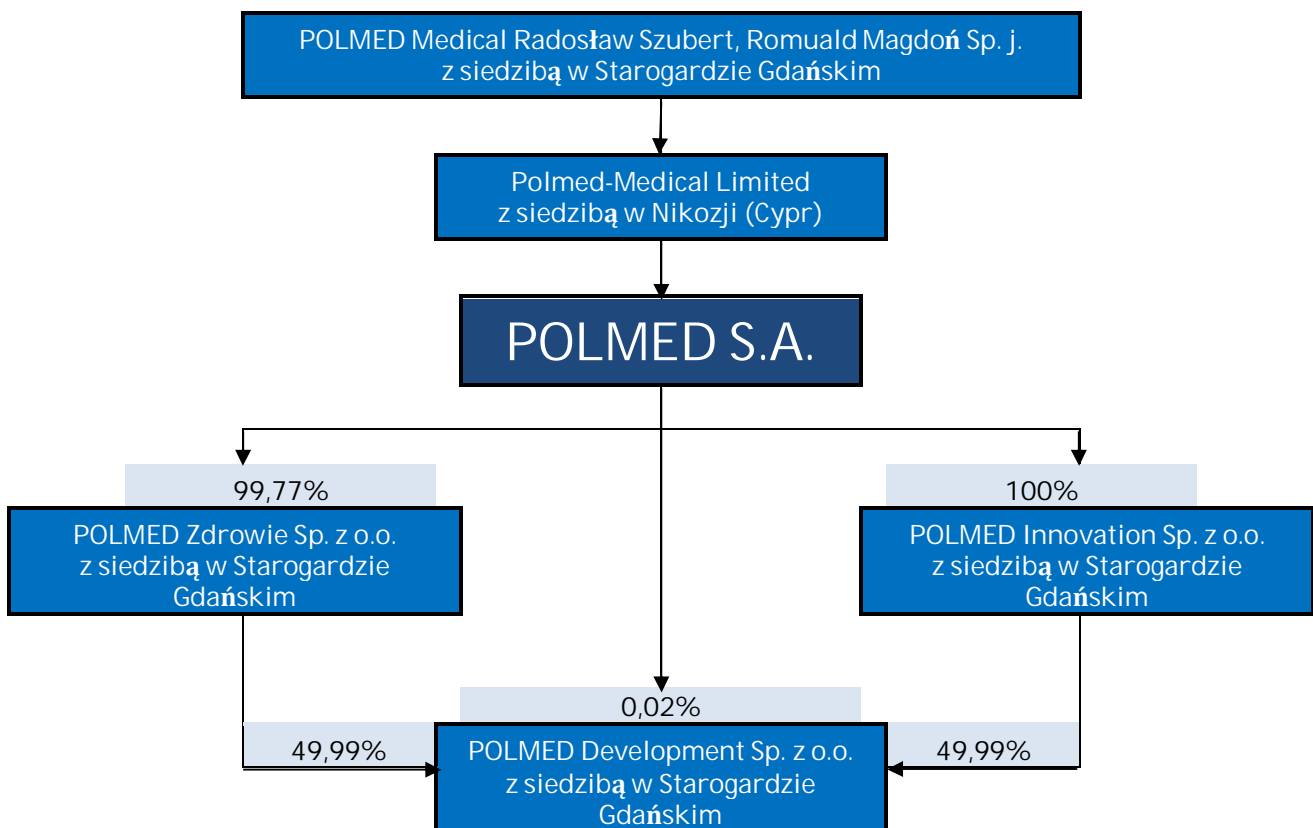 POLMED Medical Radosław Szubert, Romuald Magdoń Sp. j.
z siedzibą w Starogardzie Gdańskim
Polmed-Medical Limited
z siedzibą w Nikozji (Cypr)
POLMED S.A.
99,77%
POLMED Zdrowie Sp. z o.o.
z siedzibą w Starogardzie
Gdańskim
100%
POLMED Innovation Sp. z o.o.
z siedzibą w Starogardzie
Gdańskim
0,02%
49,99%
POLMED Development Sp. z o.o.
z siedzibą w Starogardzie
Gdańskim
49,99%